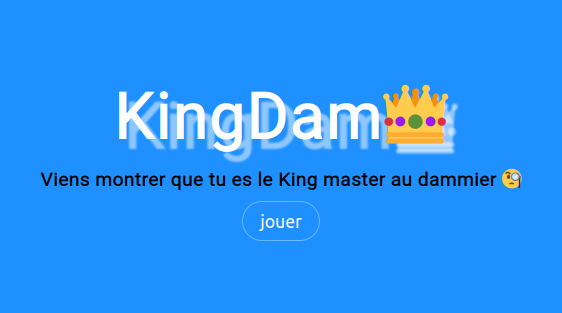 KingDam👑
Viens montrer que tu es le King master au dammier 🧐
jouer